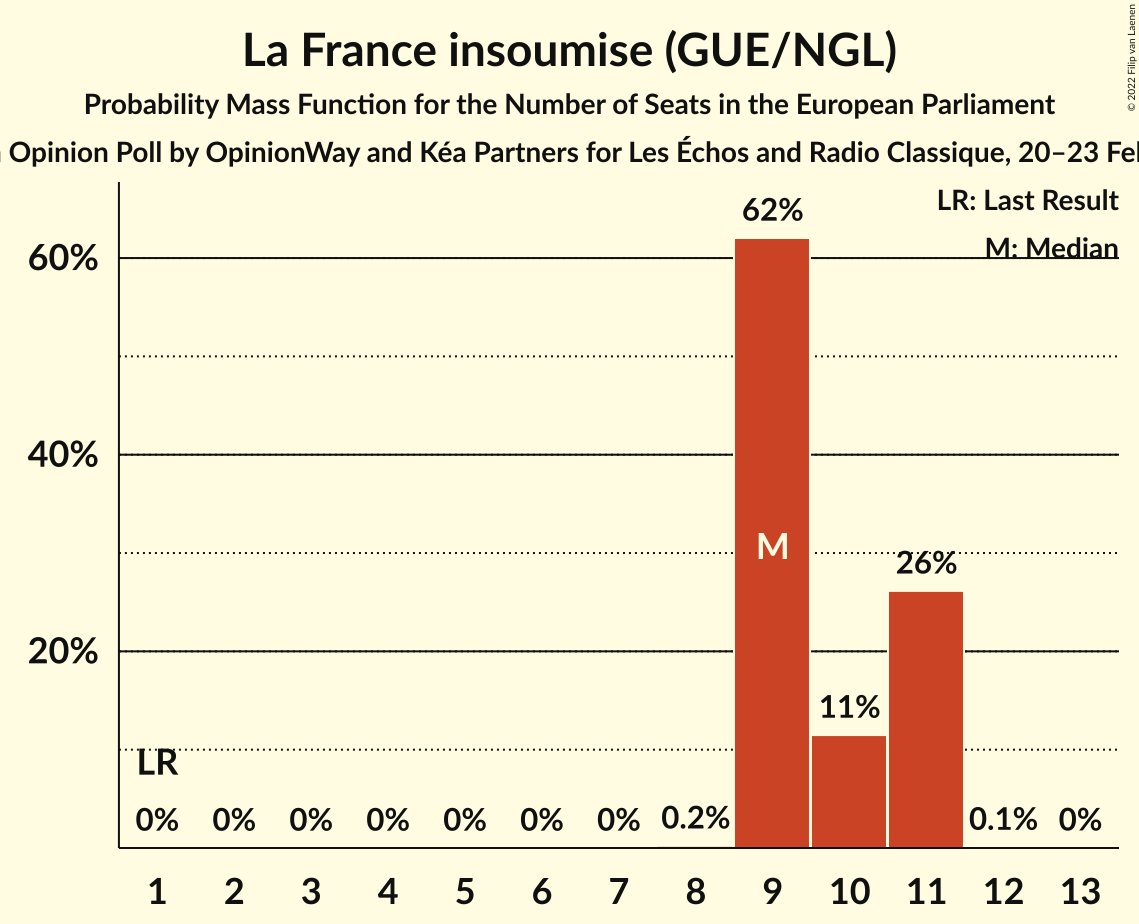 La France insoumise (GUE/NGL)
Probability Mass Function for the Number of Seats in the European Parliament
Opinion Poll by OpinionWay and Kéa Partners for Les Échos and Radio Classique, 20–23 Fe
© 2022 Filip van Laenen
LR: Last Result
M: Median
62%
60%
40%
M
26%
20%
11%
LR
0% 0% 0% 0% 0% 0% 0% 0.2% 0.1% 0%
1 2 3 4 5 6 7 8 9 10 11 12 13